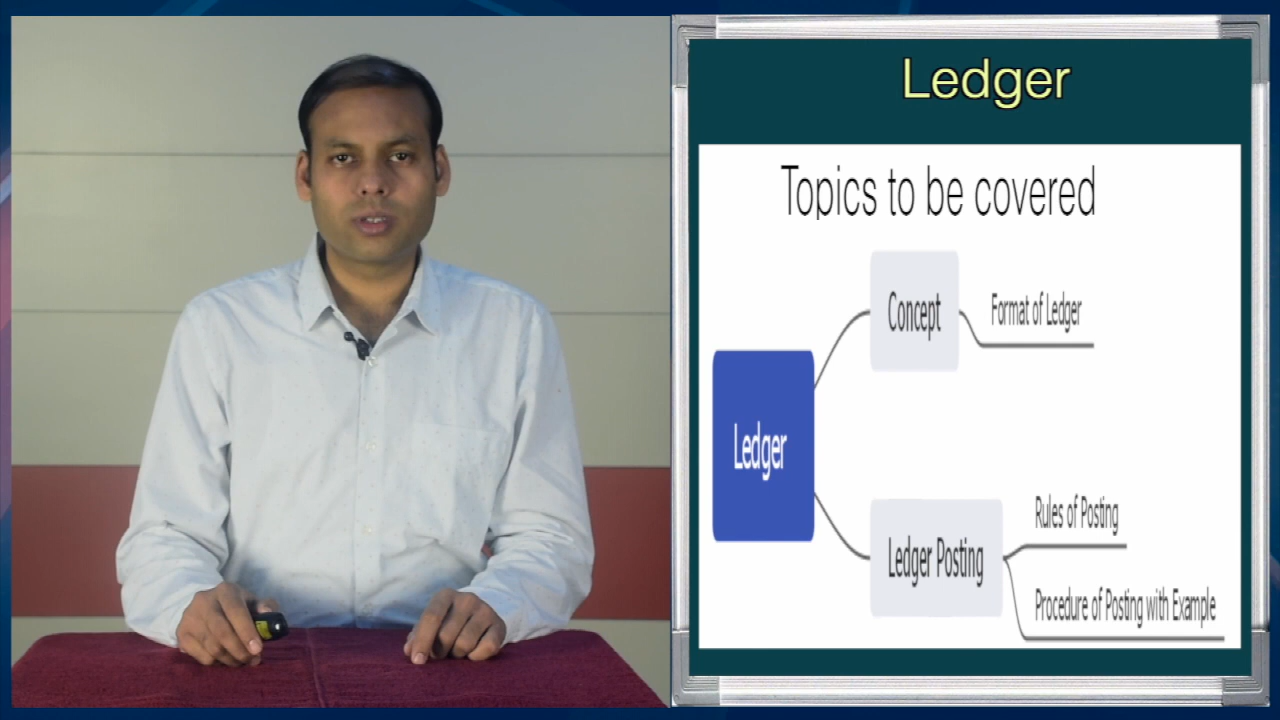 Ledger
Topics to be covered
Concept
Format of Ledger
Ledger
Ledger Posting
Rules of Posting
Procedure of Posting with Example